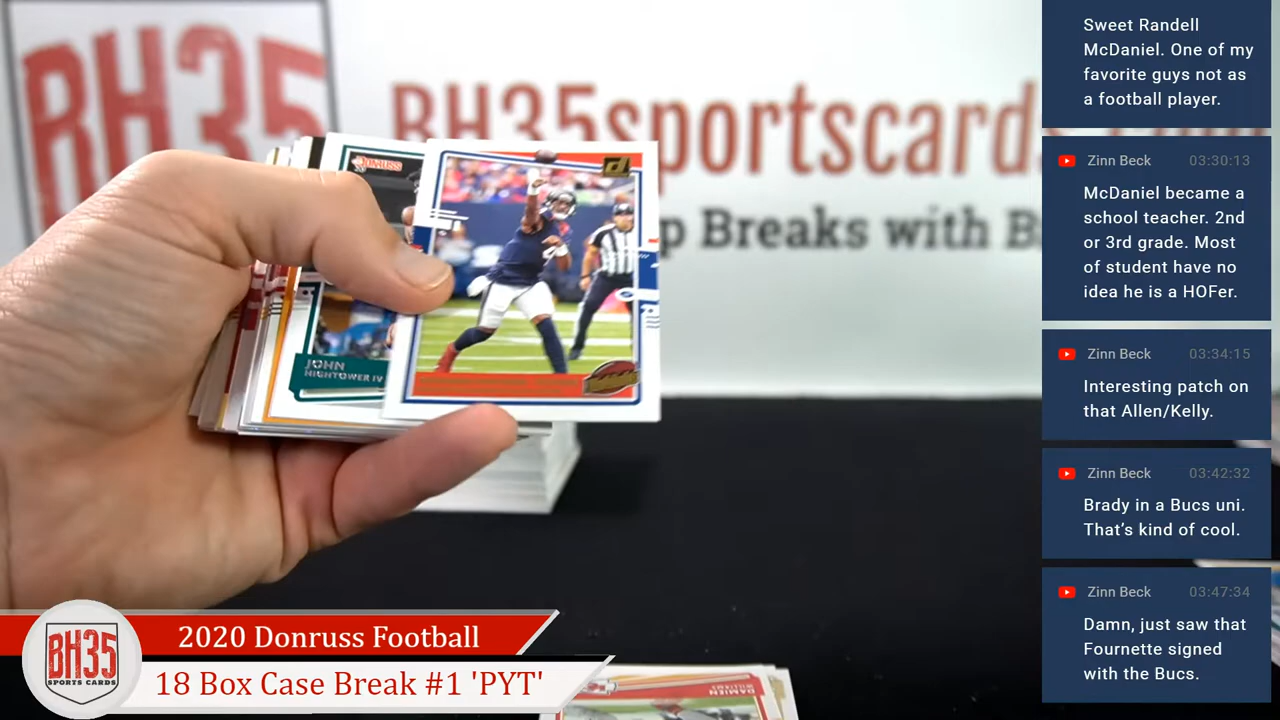 BH35
BH35sportscards
p Breaks with B
DONRUSS
JOHN
HIGHTOWER IV
DAMIEN
WILLIAMS
BH35
SPORTS CARDS
2020 Donruss Football
18 Box Case Break #1 'PYT'
Sweet Randell
McDaniel. One of my
favorite guys not as
a football player.
Zinn Beck 03:30:13
McDaniel became a
school teacher. 2nd
or 3rd grade. Most
of student have no
idea he is a HOFer.
Zinn Beck 03:34:15
Interesting patch on
that Allen/Kelly.
Zinn Beck 03:42:32
Brady in a Bucs uni.
That's kind of cool.
Zinn Beck 03:47:34
Damn, just saw that
Fournette signed
with the Bucs.